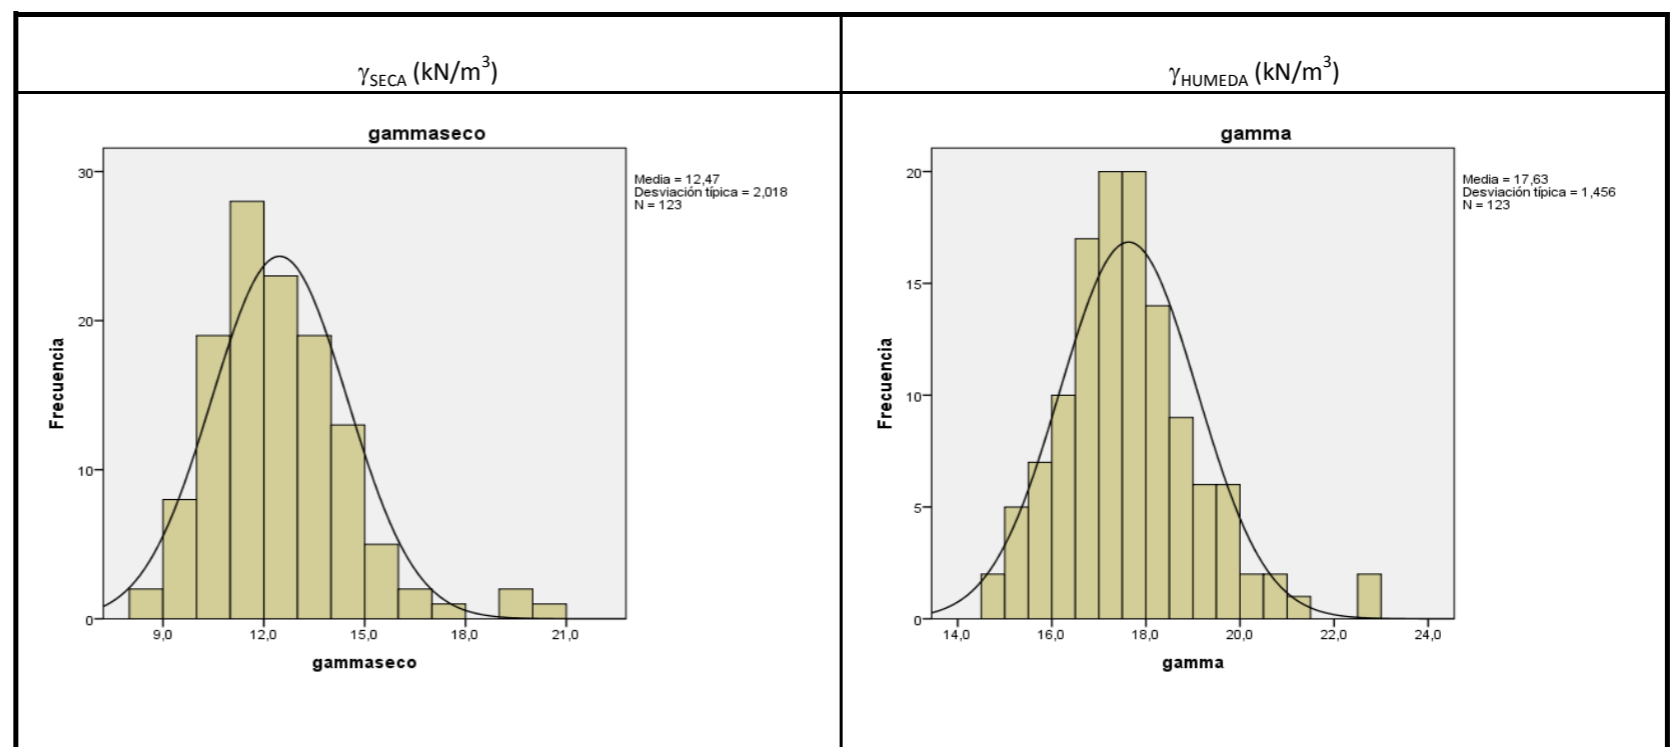 γSECA (kN/m³)
γHUMEDA (kN/m³)
gammaseco
30
20
10
0
Frecuencia
9,0 12,0 15,0 18,0 21,0
gammaseco
Media = 12,47
Desviación típica = 2,018
N = 123
gamma
20
15
10
5
0
Frecuencia
14,0 16,0 18,0 20,0 22,0 24,0
gamma
Media = 17,63
Desviación típica = 1,456
N = 123